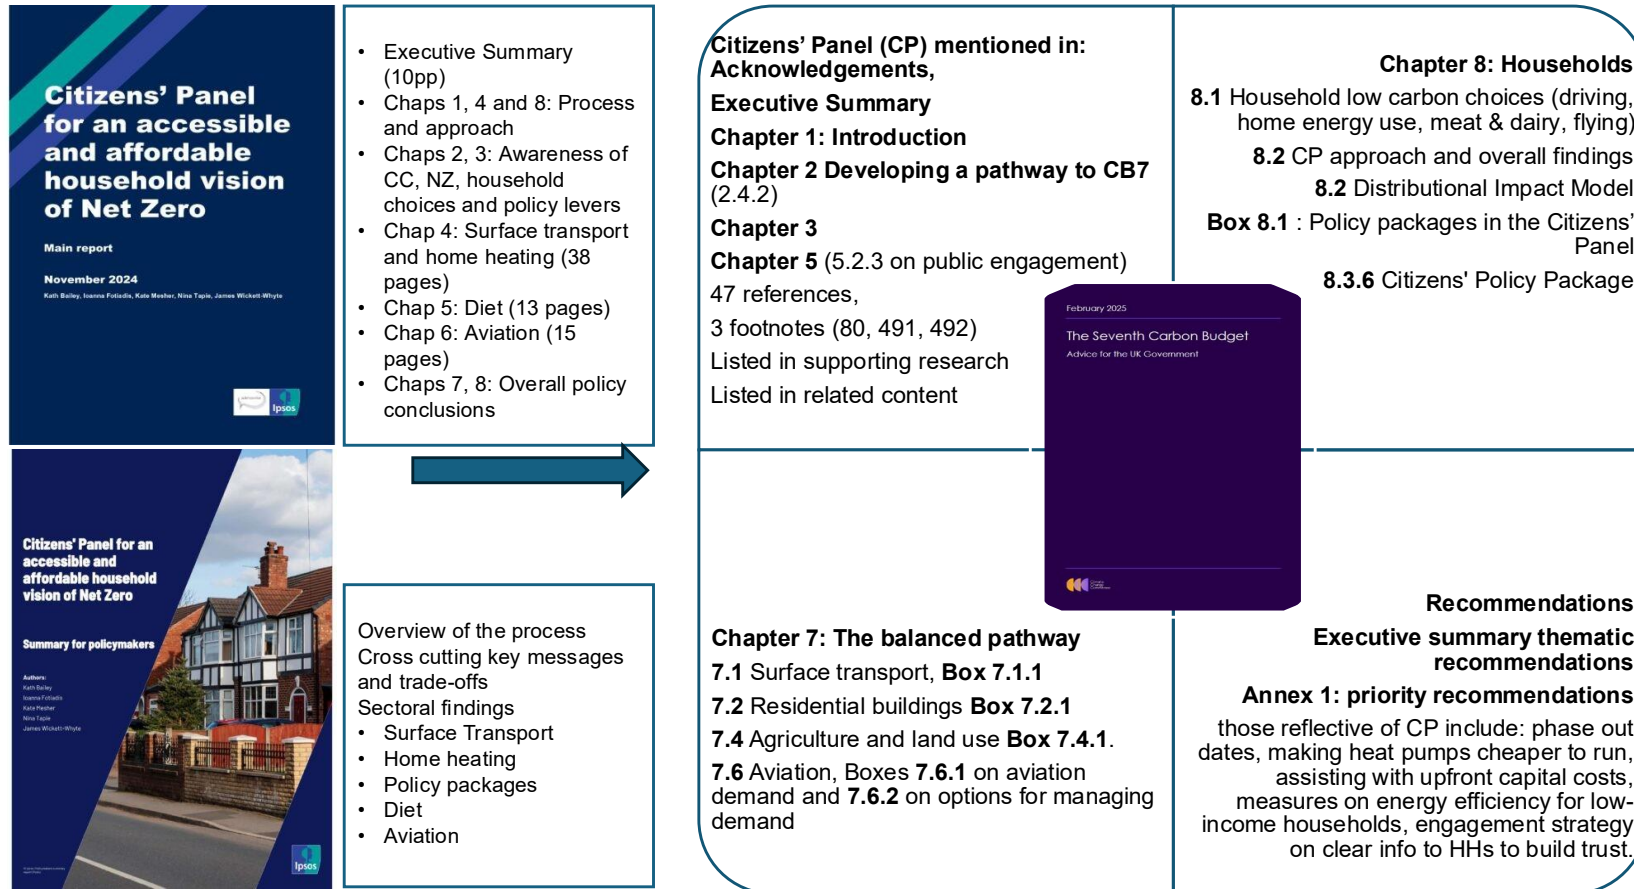 Citizens' Panel
for an accessible
and affordable
household vision
of Net Zero
Main report
November 2024
Kath Bailey, Ioanna Fotiadis, Kate Mesher, Nina Tapie, James Wickett-Whyte
Ipsos
• Executive Summary
(10pp)
• Chaps 1, 4 and 8: Process
and approach
• Chaps 2, 3: Awareness of
CC, NZ, household
choices and policy levers
• Chap 4: Surface transport
and home heating (38
pages)
• Chap 5: Diet (13 pages)
• Chap 6: Aviation (15
pages)
• Chaps 7, 8: Overall policy
conclusions
Citizens' Panel for an
accessible and
affordable household
vision of Net Zero
Summary for policymakers
Authors:
Kath Bailey
Ioanna Fotiadis
Kate Mesher
Nina Tapie
James Wickett-Whyte
Ipsos
Overview of the process
Cross cutting key messages
and trade-offs
Sectoral findings
• Surface Transport
• Home heating
• Policy packages
• Diet
• Aviation
Citizens' Panel (CP) mentioned in:
Acknowledgements,
Executive Summary
Chapter 1: Introduction
Chapter 2 Developing a pathway to CB7
(2.4.2)
Chapter 3
Chapter 5 (5.2.3 on public engagement)
47 references,
3 footnotes (80, 491, 492)
Listed in supporting research
Listed in related content
Chapter 8: Households
8.1 Household low carbon choices (driving,
home energy use, meat & dairy, flying)
8.2 CP approach and overall findings
8.2 Distributional Impact Model
Box 8.1 : Policy packages in the Citizens'
Panel
8.3.6 Citizens' Policy Package
February 2025
The Seventh Carbon Budget
Advice for the UK Government
Chapter 7: The balanced pathway
7.1 Surface transport, Box 7.1.1
7.2 Residential buildings Box 7.2.1
7.4 Agriculture and land use Box 7.4.1.
7.6 Aviation, Boxes 7.6.1 on aviation
demand and 7.6.2 on options for managing
demand
Recommendations
Executive summary thematic
recommendations
Annex 1: priority recommendations
those reflective of CP include: phase out
dates, making heat pumps cheaper to run,
assisting with upfront capital costs,
measures on energy efficiency for low-
income households, engagement strategy
on clear info to HHs to build trust.